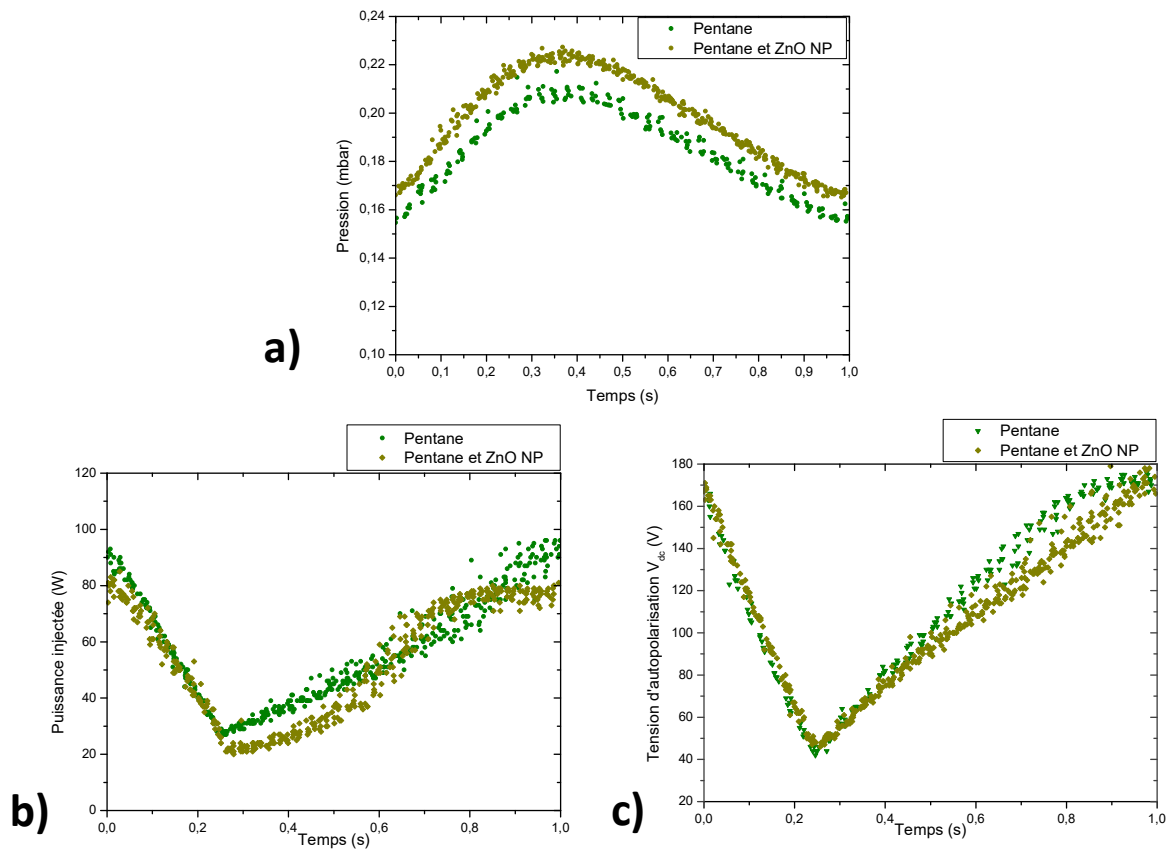 0,24
Pentane
Pentane et ZnO NP
0,22
0,20
0,18
0,16
0,14
0,12
0,10
Pression (mbar)
0,0 0,1 0,2 0,3 0,4 0,5 0,6 0,7 0,8 0,9 1,0
Temps (s)
a)
Pentane
Pentane et ZnO NP
120
100
80
60
40
20
0
Puissance injectée (W)
0,0 0,2 0,4 0,6 0,8 1,0
Temps (s)
b)
Pentane
Pentane et ZnO NP
180
160
140
120
100
80
60
40
20
Tension d'autopolarisation Vdc (V)
0,0 0,2 0,4 0,6 0,8 1,0
Temps (s)
c)